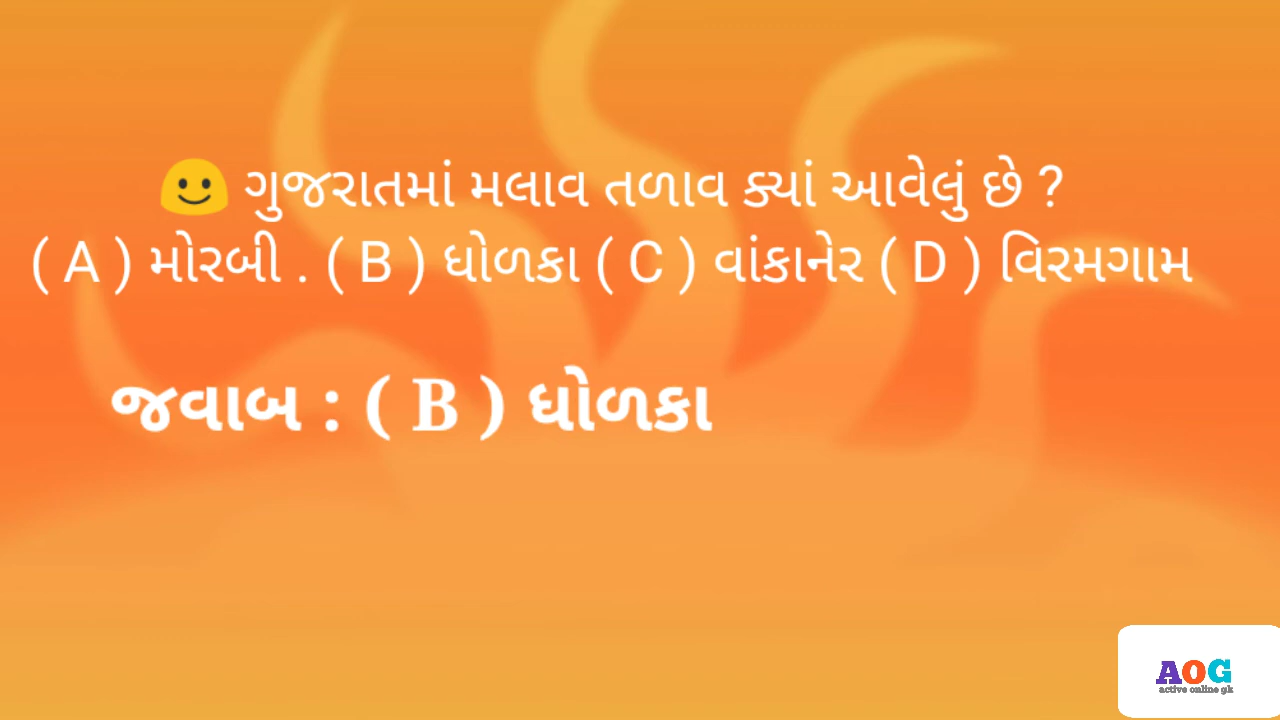 🙂 ગુજરાતમાં મલાવ તળાવ ક્યાં આવેલું છે ?
( A ) મોરબી . ( B ) ધોળકા ( C ) વાંકાનેર ( D ) વિરમગામ
જવાબ : ( B ) ધોળકા
AOG
active online gk